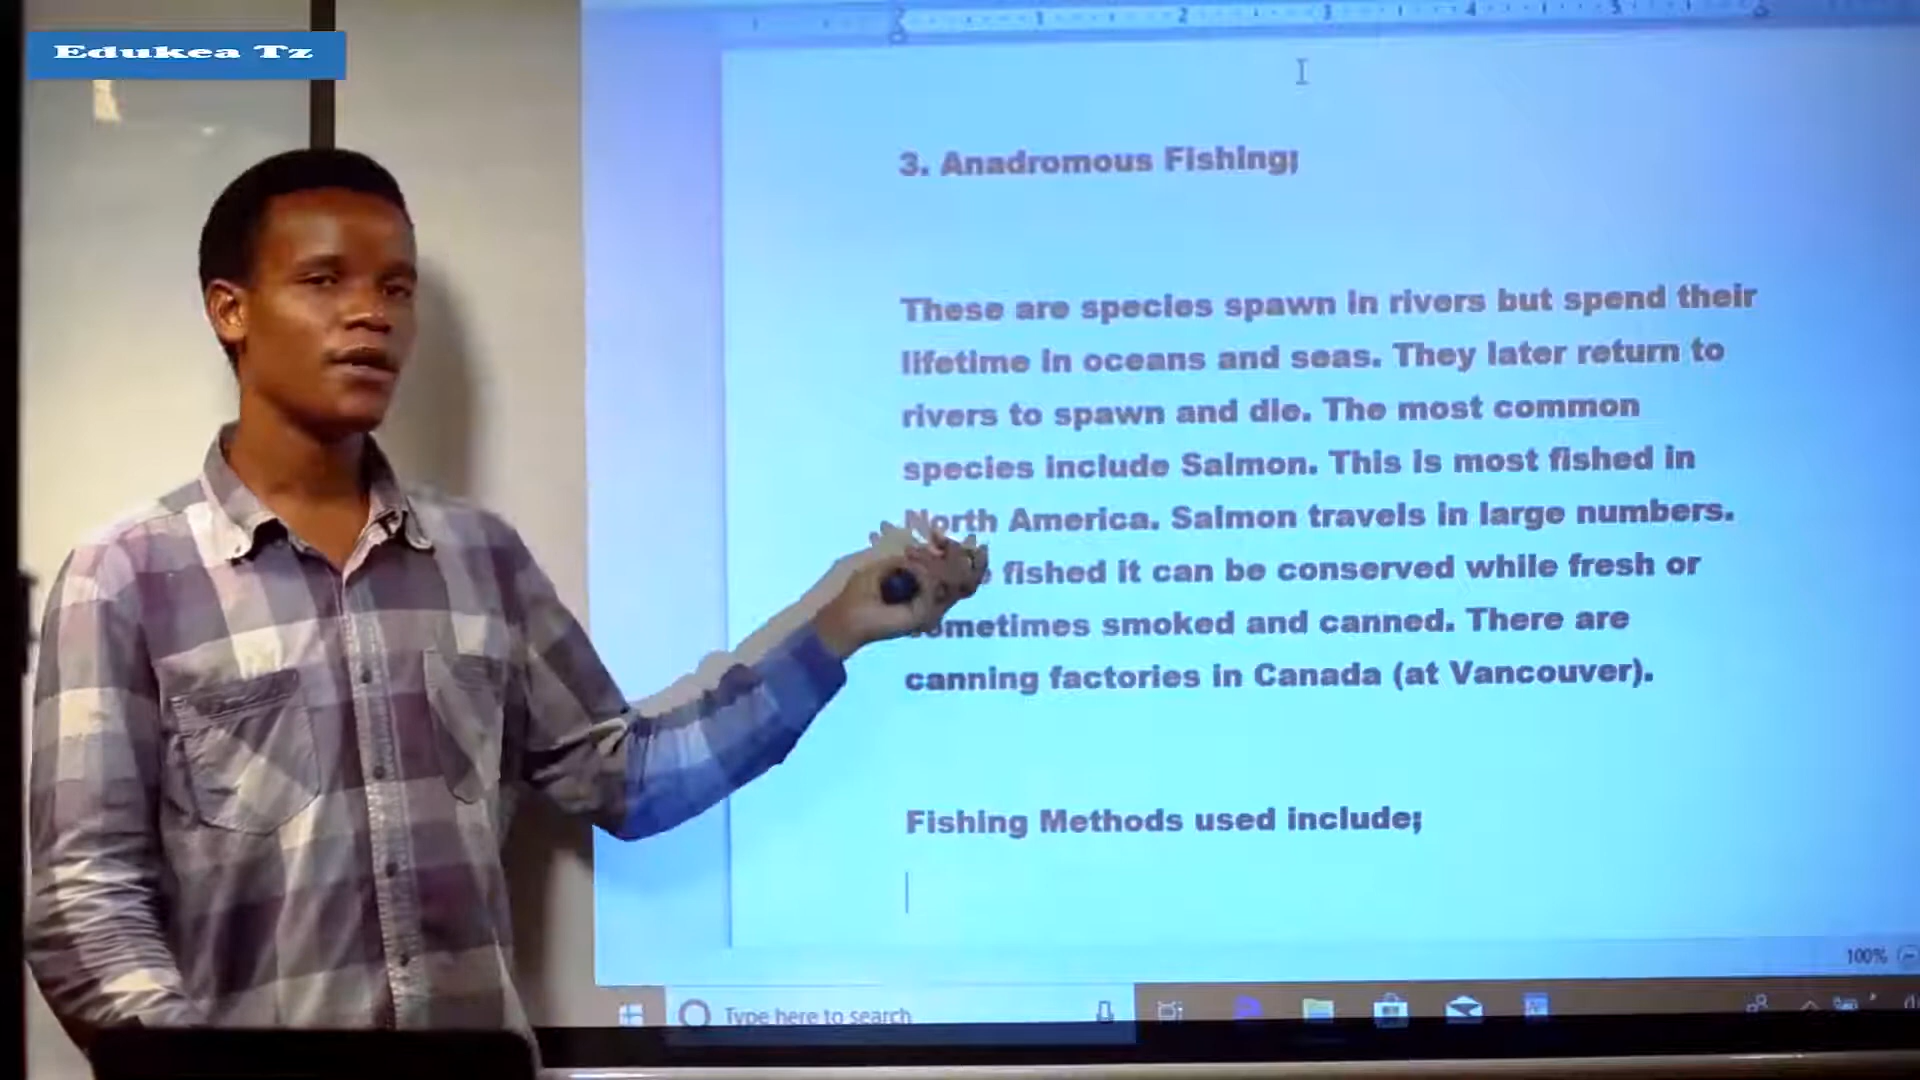 Edukea Tz
3. Anadromous Fishing;
These are species spawn in rivers but spend their
lifetime in oceans and seas. They later return to
rivers to spawn and die. The most common
species include Salmon. This is most fished in
North America. Salmon travels in large numbers.
fished it can be conserved while fresh or
sometimes smoked and canned. There are
canning factories in Canada (at Vancouver).
Fishing Methods used include;
100%
Type here to search